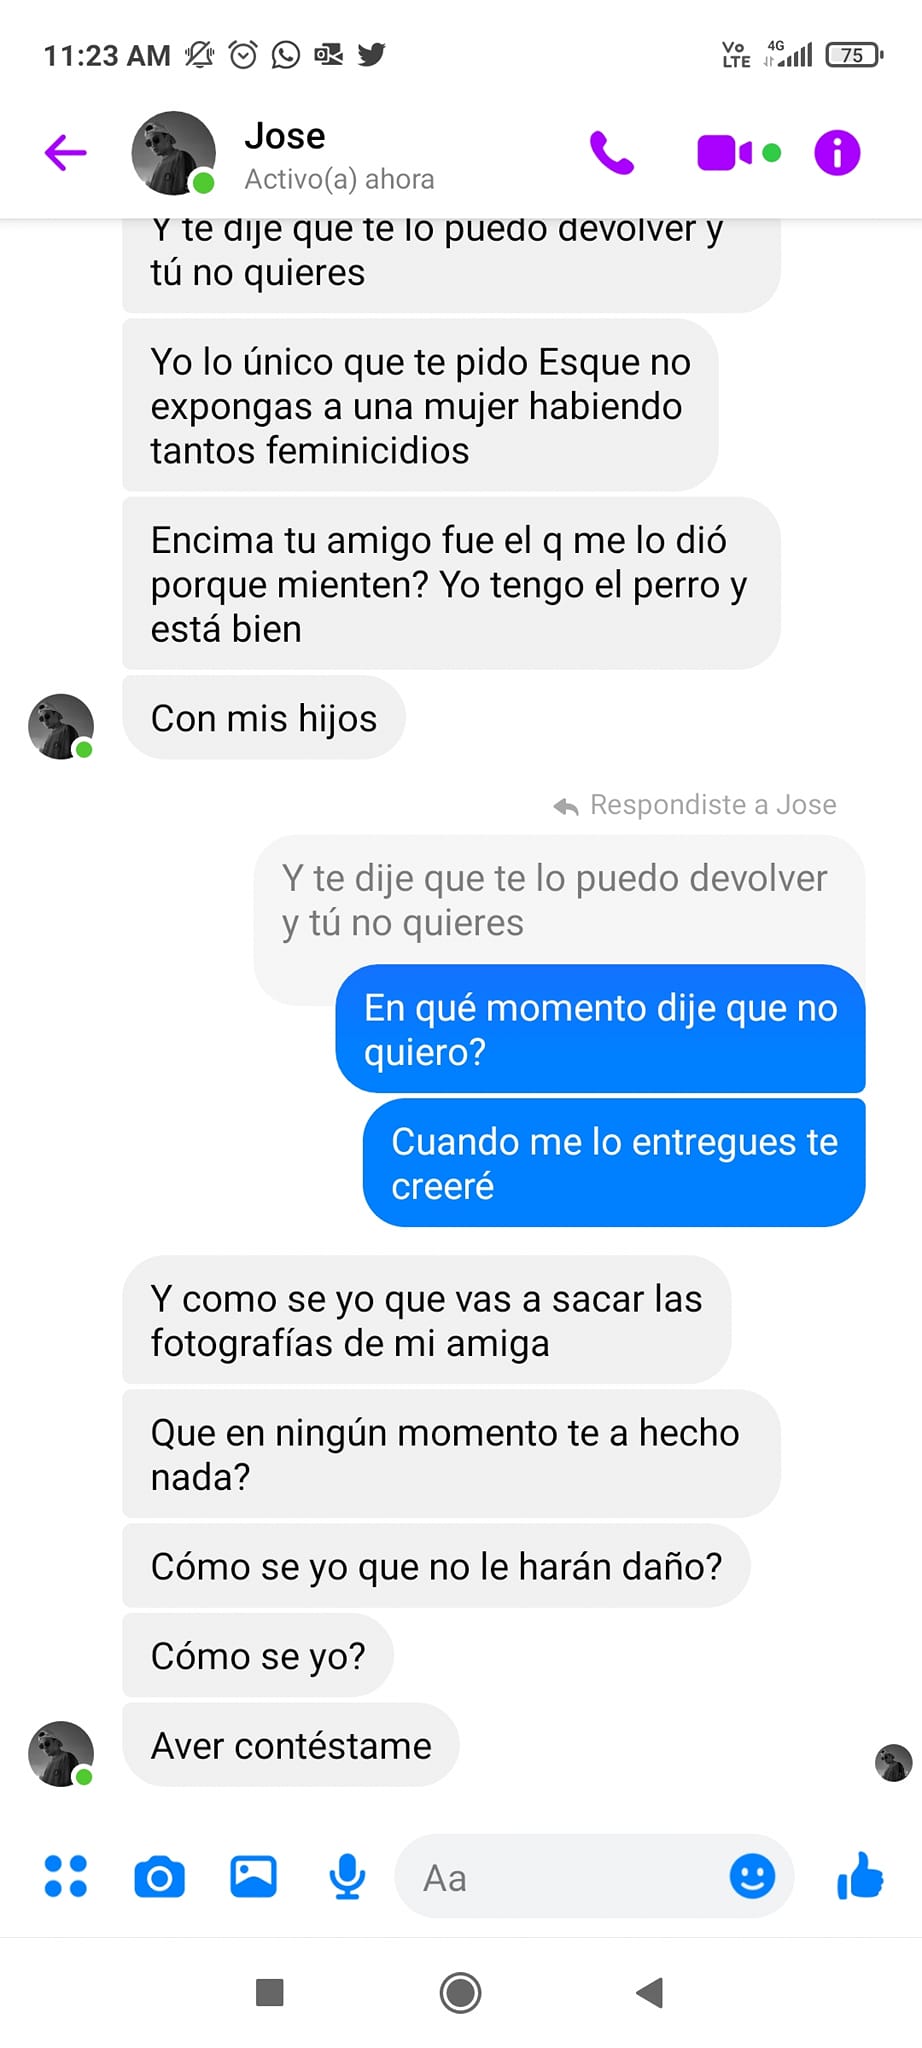 11:23 AM
Vo LTE 4G 75
Jose
Activo(a) ahora
Y te dije que te lo puedo devolver y
tú no quieres
Yo lo único que te pido Esque no
expongas a una mujer habiendo
tantos feminicidios
Encima tu amigo fue el q me lo dió
porque mienten? Yo tengo el perro y
está bien
Con mis hijos
Respondiste a Jose
Y te dije que te lo puedo devolver
y tú no quieres
En qué momento dije que no
quiero?
Cuando me lo entregues te
creeré
Y como se yo que vas a sacar las
fotografías de mi amiga
Que en ningún momento te a hecho
nada?
Cómo se yo que no le harán daño?
Cómo se yo?
Aver contéstame
Aa